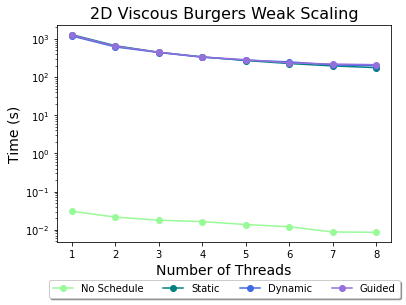 2D Viscous Burgers Weak Scaling
Time (s)
10³
10²
10¹
10⁰
10⁻¹
10⁻²
1 2 3 4 5 6 7 8
Number of Threads
No Schedule Static Dynamic Guided